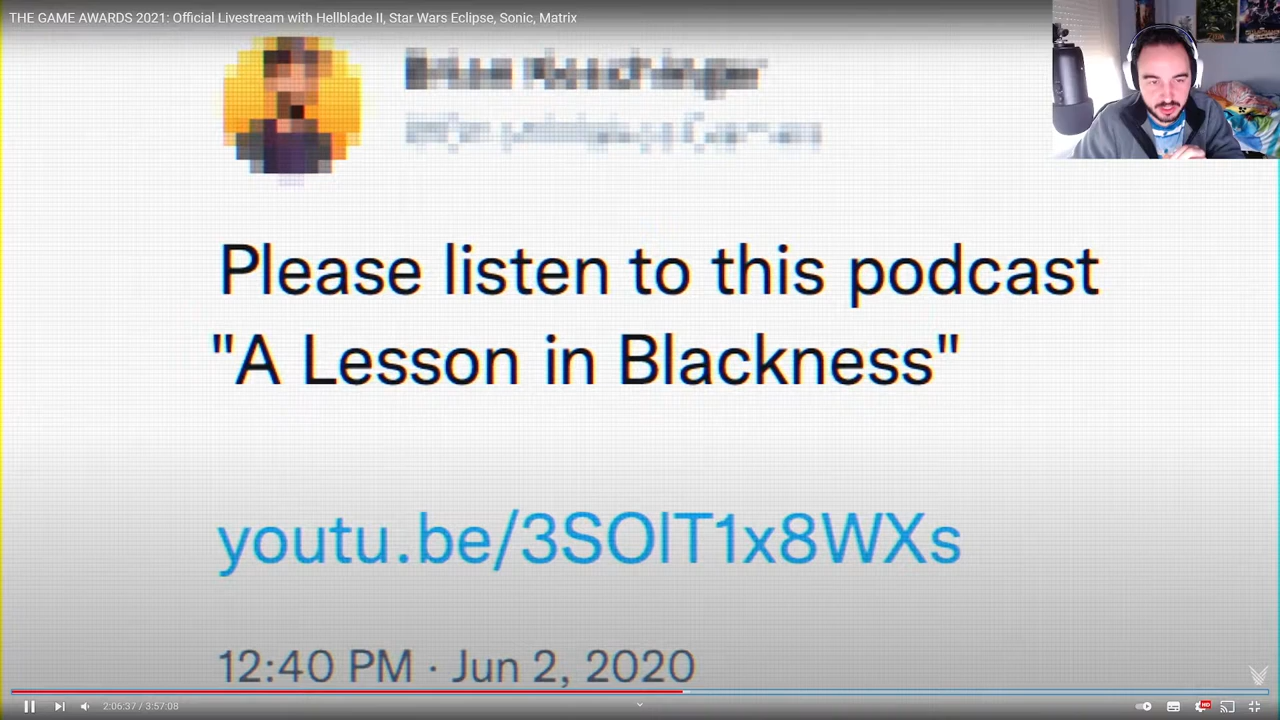 THE GAME AWARDS 2021: Official Livestream with Hellblade II, Star Wars Eclipse, Sonic, Matrix
Please listen to this podcast
"A Lesson in Blackness"
youtu.be/3SOlT1x8WXs
12:40 PM · Jun 2, 2020
2:06:37 / 3:57:08
HD